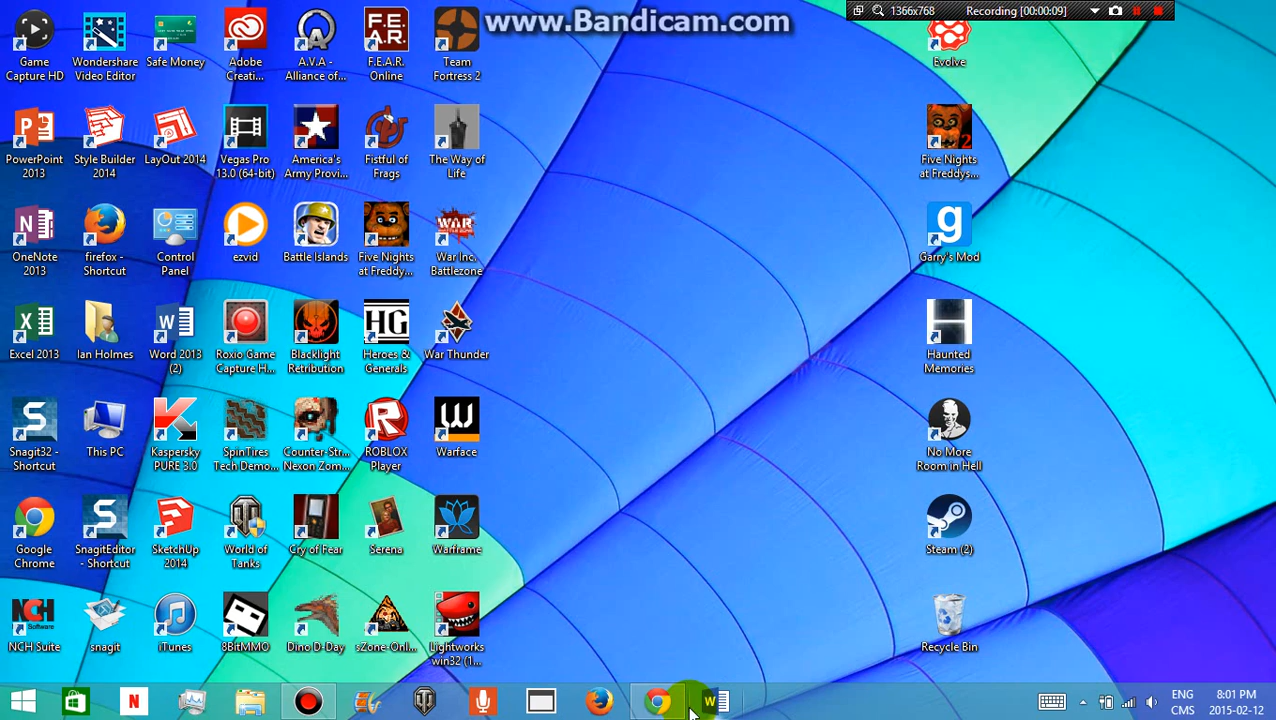 www.Bandicam.com
1366x768
Recording [00:00:09]
Game
Capture HD
Wondershare
Video Editor
Safe Money
Adobe
Creati...
A.V.A -
Alliance of...
F.E.A.R.
F.E.A.R.
Online
Team
Fortress 2
Evolve
PowerPoint
2013
Style Builder
2014
LayOut 2014
Vegas Pro
13.0 (64-bit)
America's
Army Provi...
Fistful of
Frags
The Way of
Life
2
Five Nights
at Freddys...
OneNote
2013
firefox -
Shortcut
Control
Panel
ezvid
Battle Islands
Five Nights
at Freddy...
WAR
War Inc.
Battlezone
g
Garry's Mod
Excel 2013
Ian Holmes
Word 2013
(2)
Roxio Game
Capture H...
Blacklight
Retribution
HG
Heroes &
Generals
War Thunder
Haunted
Memories
Snagit32 -
Shortcut
This PC
Kaspersky
PURE 3.0
SpinTires
Tech Demo...
Counter-Str...
Nexon Zom...
ROBLOX
Player
Warface
No More
Room in Hell
Google
Chrome
SnagitEditor
- Shortcut
SketchUp
2014
World of
Tanks
Cry of Fear
Serena
Warframe
Steam (2)
NCH
Software
NCH Suite
snagit
iTunes
8BitMMO
Dino D-Day
sZone-Onl...
Lightworks
win32 (1...
Recycle Bin
N
W
ENG
CMS
8:01 PM
2015-02-12